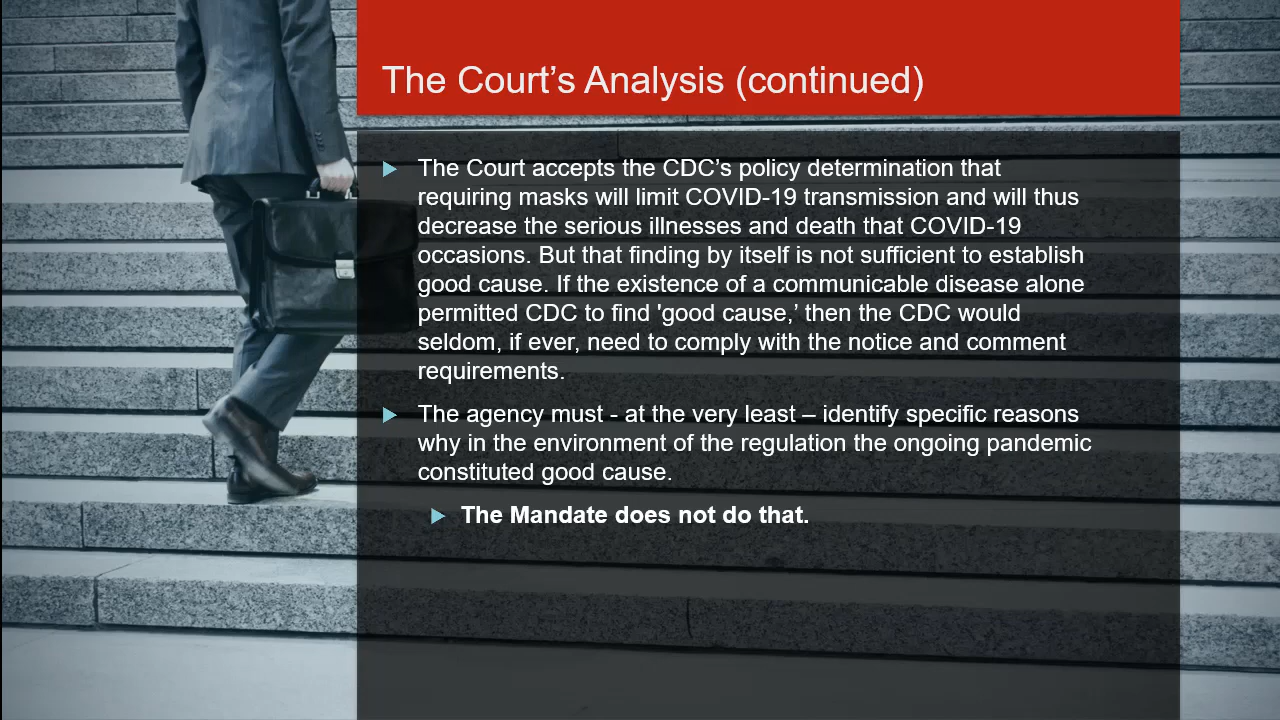 The Court’s Analysis (continued)
The Court accepts the CDC’s policy determination that
requiring masks will limit COVID-19 transmission and will thus
decrease the serious illnesses and death that COVID-19
occasions. But that finding by itself is not sufficient to establish
good cause. If the existence of a communicable disease alone
permitted CDC to find 'good cause,’ then the CDC would
seldom, if ever, need to comply with the notice and comment
requirements.
The agency must - at the very least – identify specific reasons
why in the environment of the regulation the ongoing pandemic
constituted good cause.
The Mandate does not do that.